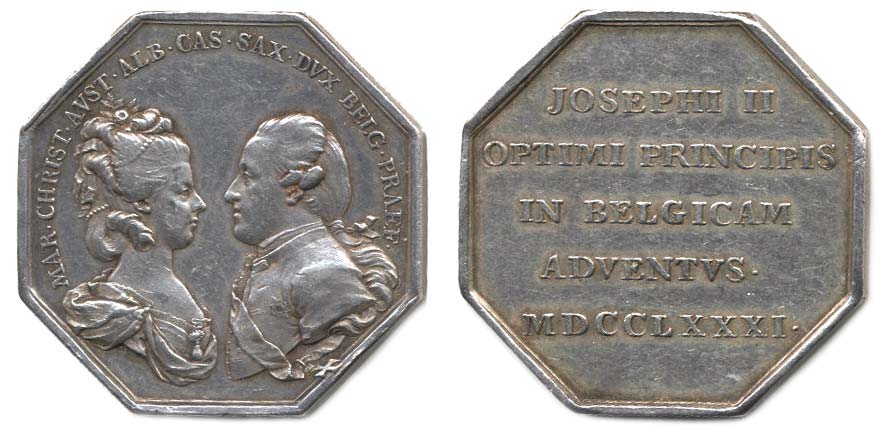 MAR·CHRIST·AVST·ALB·CAS·SAX·DVX BELG·PRAEF·
JOSEPHI II
OPTIMI PRINCIPIS
IN BELGICAM
ADVENTVS·
MDCCLXXXI·